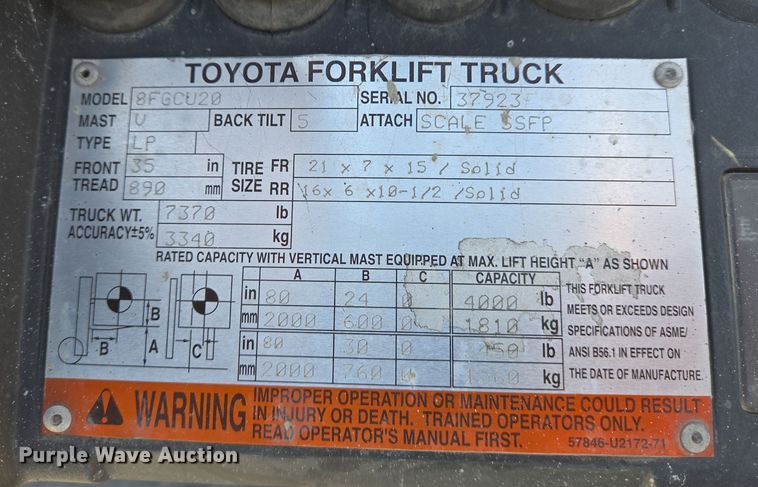 TOYOTA FORKLIFT TRUCK
MODEL 8FGCU20 SERIAL NO. 37923
MAST V BACK TILT 5 ATTACH SCALE SSFP
TYPE LP
FRONT 35 in TIRE FR 21 x 7 x 15 / Solid
TREAD 890 mm SIZE RR 16x 6 x10-1/2 /Solid
TRUCK WT. 7370 lb
ACCURACY±5% 3340 kg
RATED CAPACITY WITH VERTICAL MAST EQUIPPED AT MAX. LIFT HEIGHT "A" AS SHOWN
A B C CAPACITY
in 80 24 0 4000 lb
mm 2000 600 0 1810 kg
in 80 30 0 lb
mm 2000 760 0 kg
B
B A C
THIS FORKLIFT TRUCK
MEETS OR EXCEEDS DESIGN
SPECIFICATIONS OF ASME/
ANSI B56.1 IN EFFECT ON
THE DATE OF MANUFACTURE.
WARNING
IMPROPER OPERATION OR MAINTENANCE COULD RESULT
IN INJURY OR DEATH. TRAINED OPERATORS ONLY.
READ OPERATOR'S MANUAL FIRST.
57846-U2172-71
Purple Wave Auction